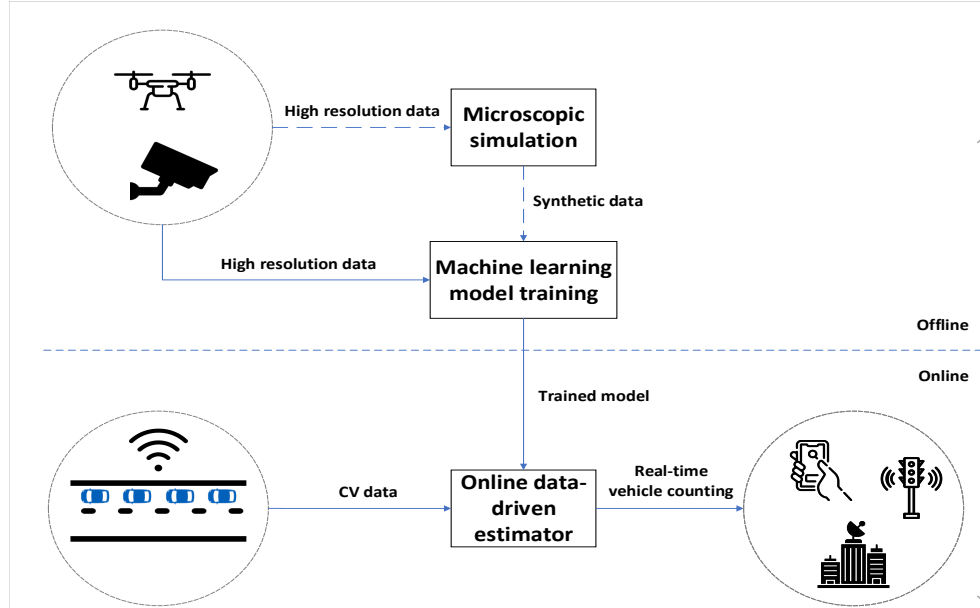 High resolution data
Microscopic
simulation
Synthetic data
High resolution data
Machine learning
model training
Offline
Online
Trained model
CV data
Online data-
driven
estimator
Real-time
vehicle counting